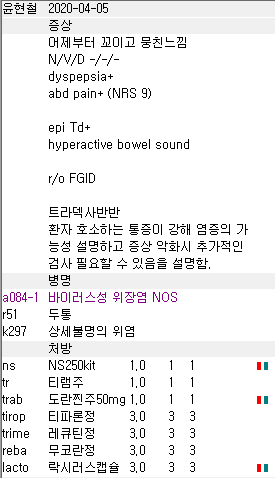 윤현철 2020-04-05
증상
어제부터 꼬이고 뭉친느낌
N/V/D -/-/-
dyspepsia+
abd pain+ (NRS 9)
epi Td+
hyperactive bowel sound
r/o FGID
트라덱사반반
환자 호소하는 통증이 강해 염증의 가
능성 설명하고 증상 악화시 추가적인
검사 필요할 수 있음을 설명함.
병명
a084-1 바이러스성 위장염 NOS
r51 두통
k297 상세불명의 위염
처방
ns NS250kit 1.0 1 1
tr 티램주 1.0 1 1
trab 도란찐주50mg 1.0 1 1
tirop 티파론정 3.0 3 3
trime 레큐틴정 3.0 3 3
reba 무코란정 3.0 3 3
lacto 락시러스캡슐 3.0 3 3